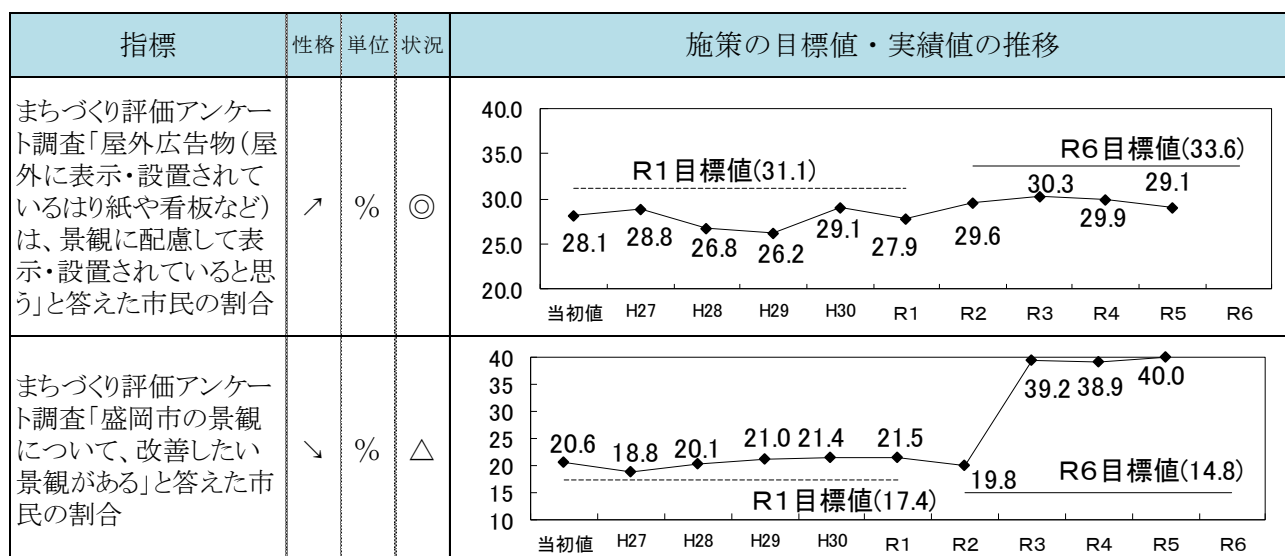 指標 性格 単位 状況 施策の目標値・実績値の推移
まちづくり評価アンケー
ト調査「屋外広告物(屋
外に表示・設置されて
いるはり紙や看板など)
は、景観に配慮して表
示・設置されていると思
う」と答えた市民の割合
↗ % ◎
40.0
35.0
30.0
25.0
20.0
R1目標値(31.1)
R6目標値(33.6)
28.1 28.8 26.8 26.2 29.1 27.9 29.6 30.3 29.9 29.1
当初値 H27 H28 H29 H30 R1 R2 R3 R4 R5 R6
まちづくり評価アンケー
ト調査「盛岡市の景観
について、改善したい
景観がある」と答えた市
民の割合
↘ % △
40
35
30
25
20
15
10
20.6 18.8 20.1 21.0 21.4 21.5 19.8 39.2 38.9 40.0
R1目標値(17.4)
R6目標値(14.8)
当初値 H27 H28 H29 H30 R1 R2 R3 R4 R5 R6